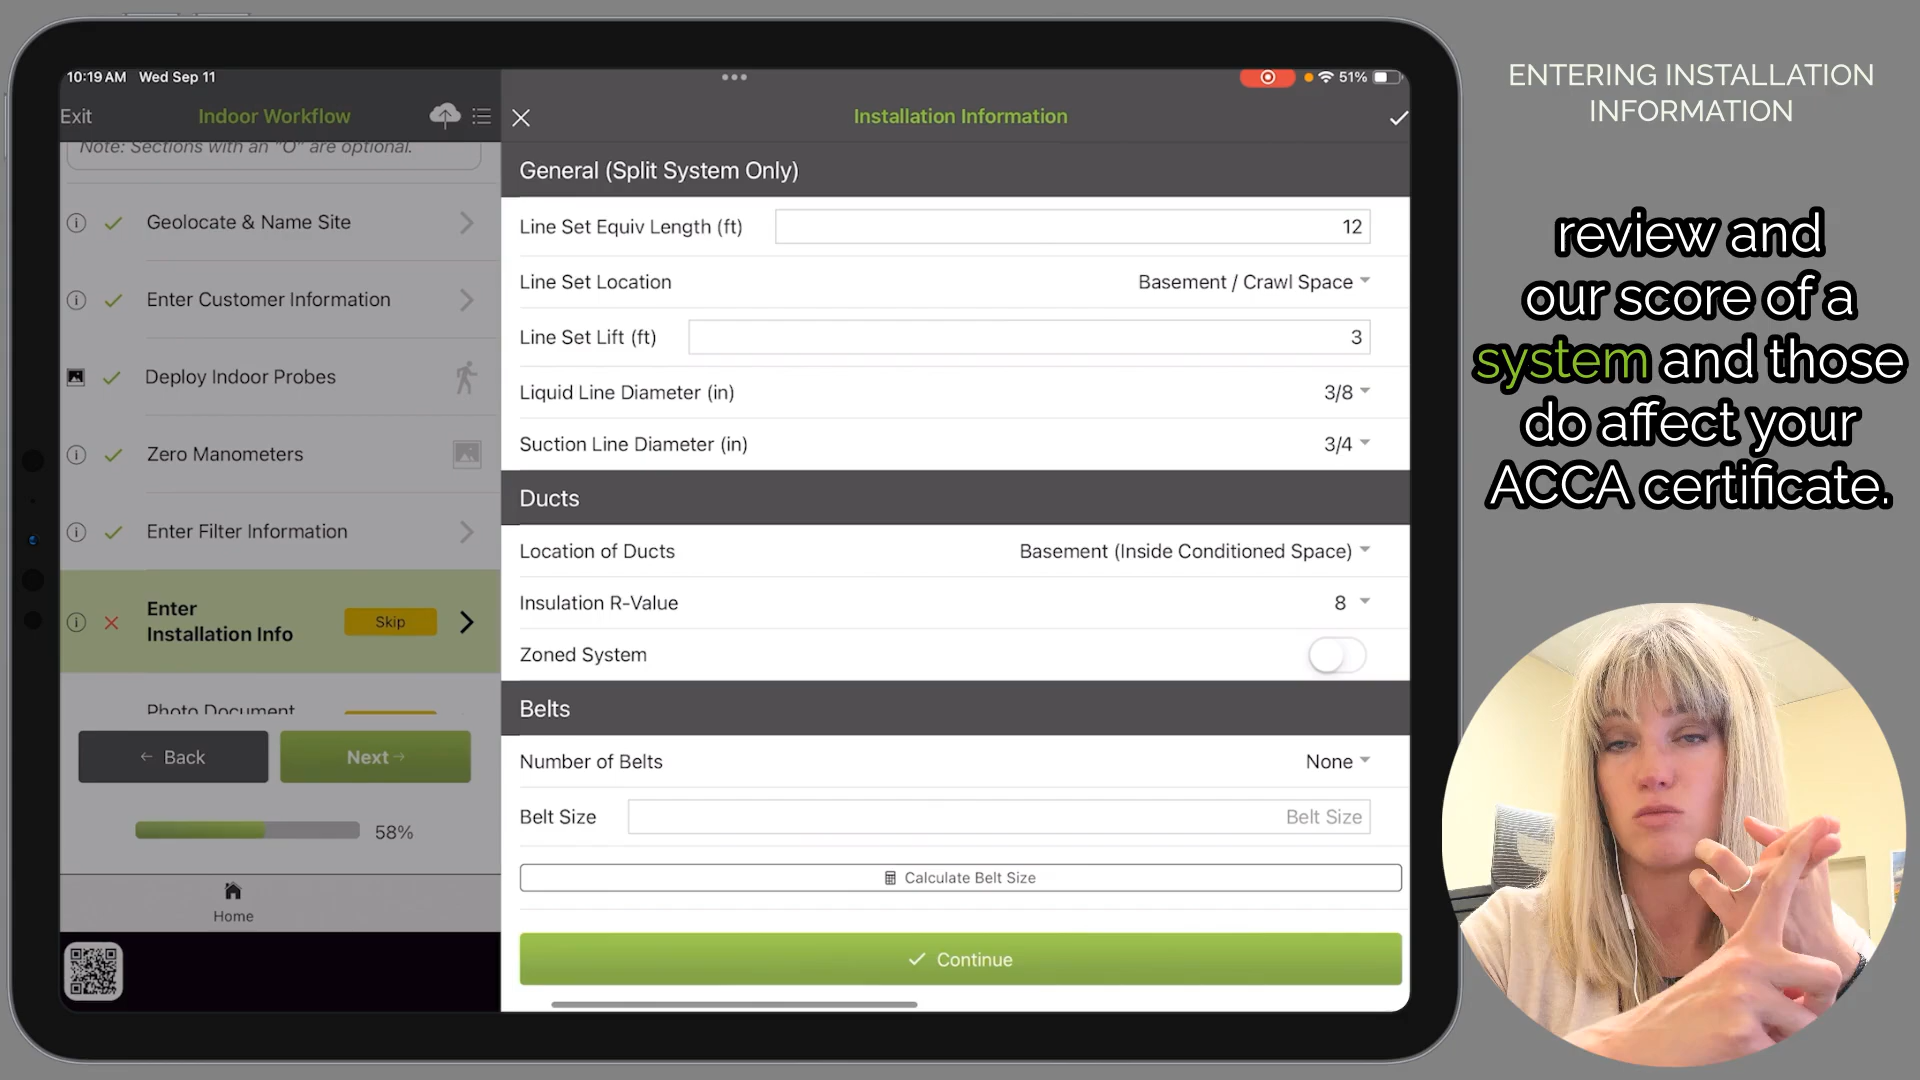 10:19 AM Wed Sep 11
51%
Exit
Indoor Workflow
Note: Sections with an "O" are optional.
Geolocate & Name Site
Enter Customer Information
Deploy Indoor Probes
Zero Manometers
Enter Filter Information
Enter
Installation Info
Skip
Photo Document
← Back
Next→
58%
Home
Installation Information
General (Split System Only)
Line Set Equiv Length (ft) 12
Line Set Location Basement / Crawl Space
Line Set Lift (ft) 3
Liquid Line Diameter (in) 3/8
Suction Line Diameter (in) 3/4
Ducts
Location of Ducts Basement (Inside Conditioned Space)
Insulation R-Value 8
Zoned System
Belts
Number of Belts None
Belt Size Belt Size
Calculate Belt Size
Continue
ENTERING INSTALLATION
INFORMATION
review and
our score of a
system and those
do affect your
ACCA certificate.